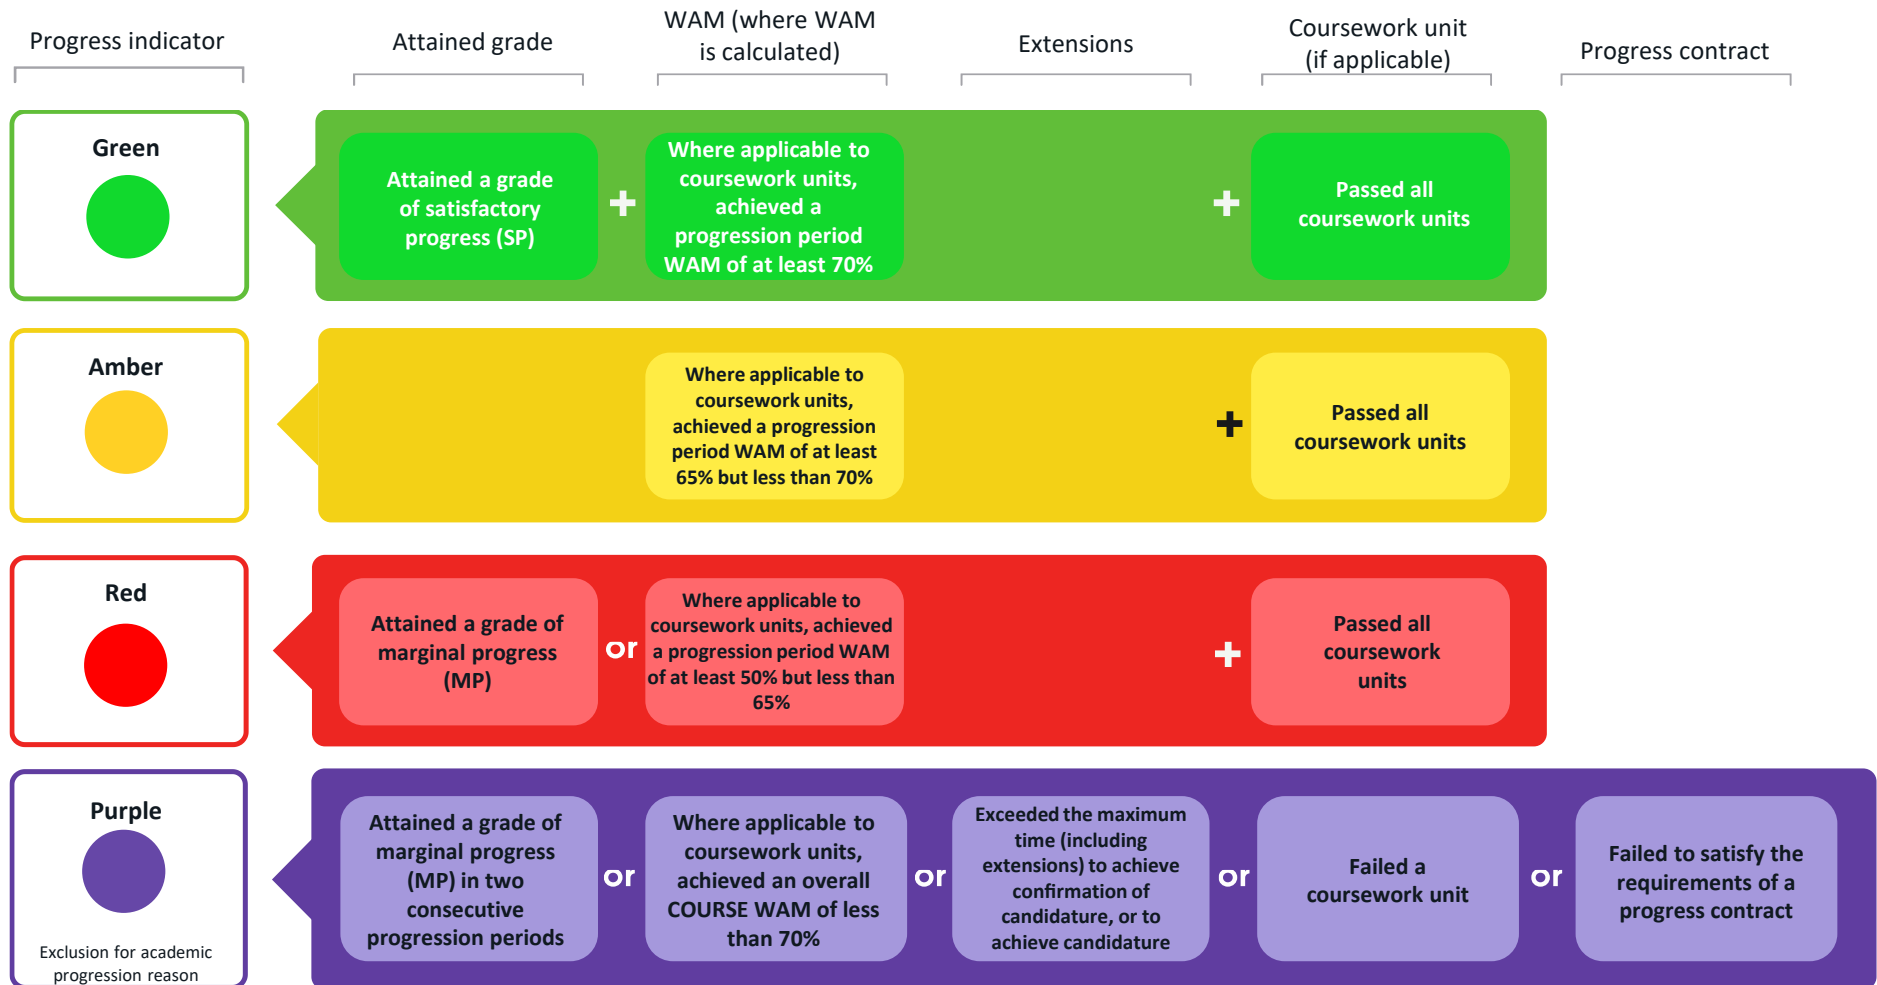 Progress indicator
Attained grade
WAM (where WAM
is calculated)
Extensions
Coursework unit
(if applicable)
Progress contract
Green
Attained a grade
of satisfactory
progress (SP)
+
Where applicable to
coursework units,
achieved a
progression period
WAM of at least 70%
+
Passed all
coursework units
Amber
Where applicable to
coursework units,
achieved a progression
period WAM of at least
65% but less than 70%
+
Passed all
coursework units
Red
Attained a grade of
marginal progress
(MP)
or
Where applicable to
coursework units, achieved
a progression period WAM
of at least 50% but less than
65%
+
Passed all
coursework
units
Purple
Exclusion for academic
progression reason
Attained a grade of
marginal progress
(MP) in two
consecutive
progression periods
or
Where applicable to
coursework units,
achieved an overall
COURSE WAM of less
than 70%
or
Exceeded the maximum
time (including
extensions) to achieve
confirmation of
candidature, or to
achieve candidature
or
Failed a
coursework unit
or
Failed to satisfy the
requirements of a
progress contract